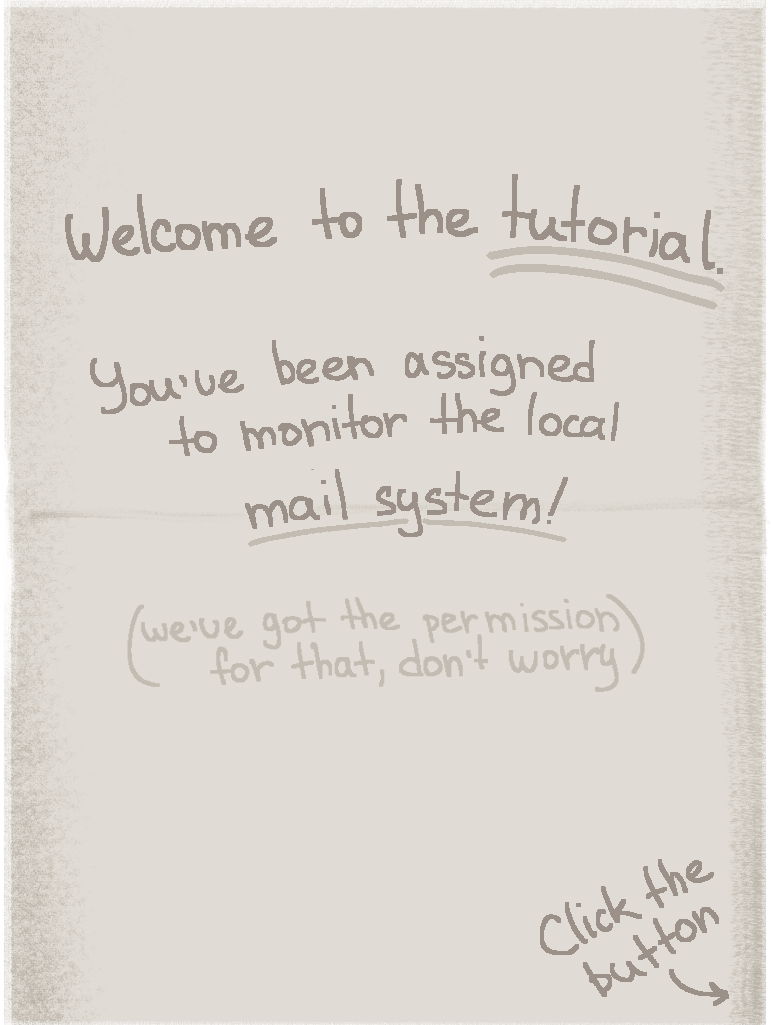 Welcome to the tutorial.
You've been assigned
to monitor the local
mail system!
(we've got the permission
for that, don't worry)
Click the
button